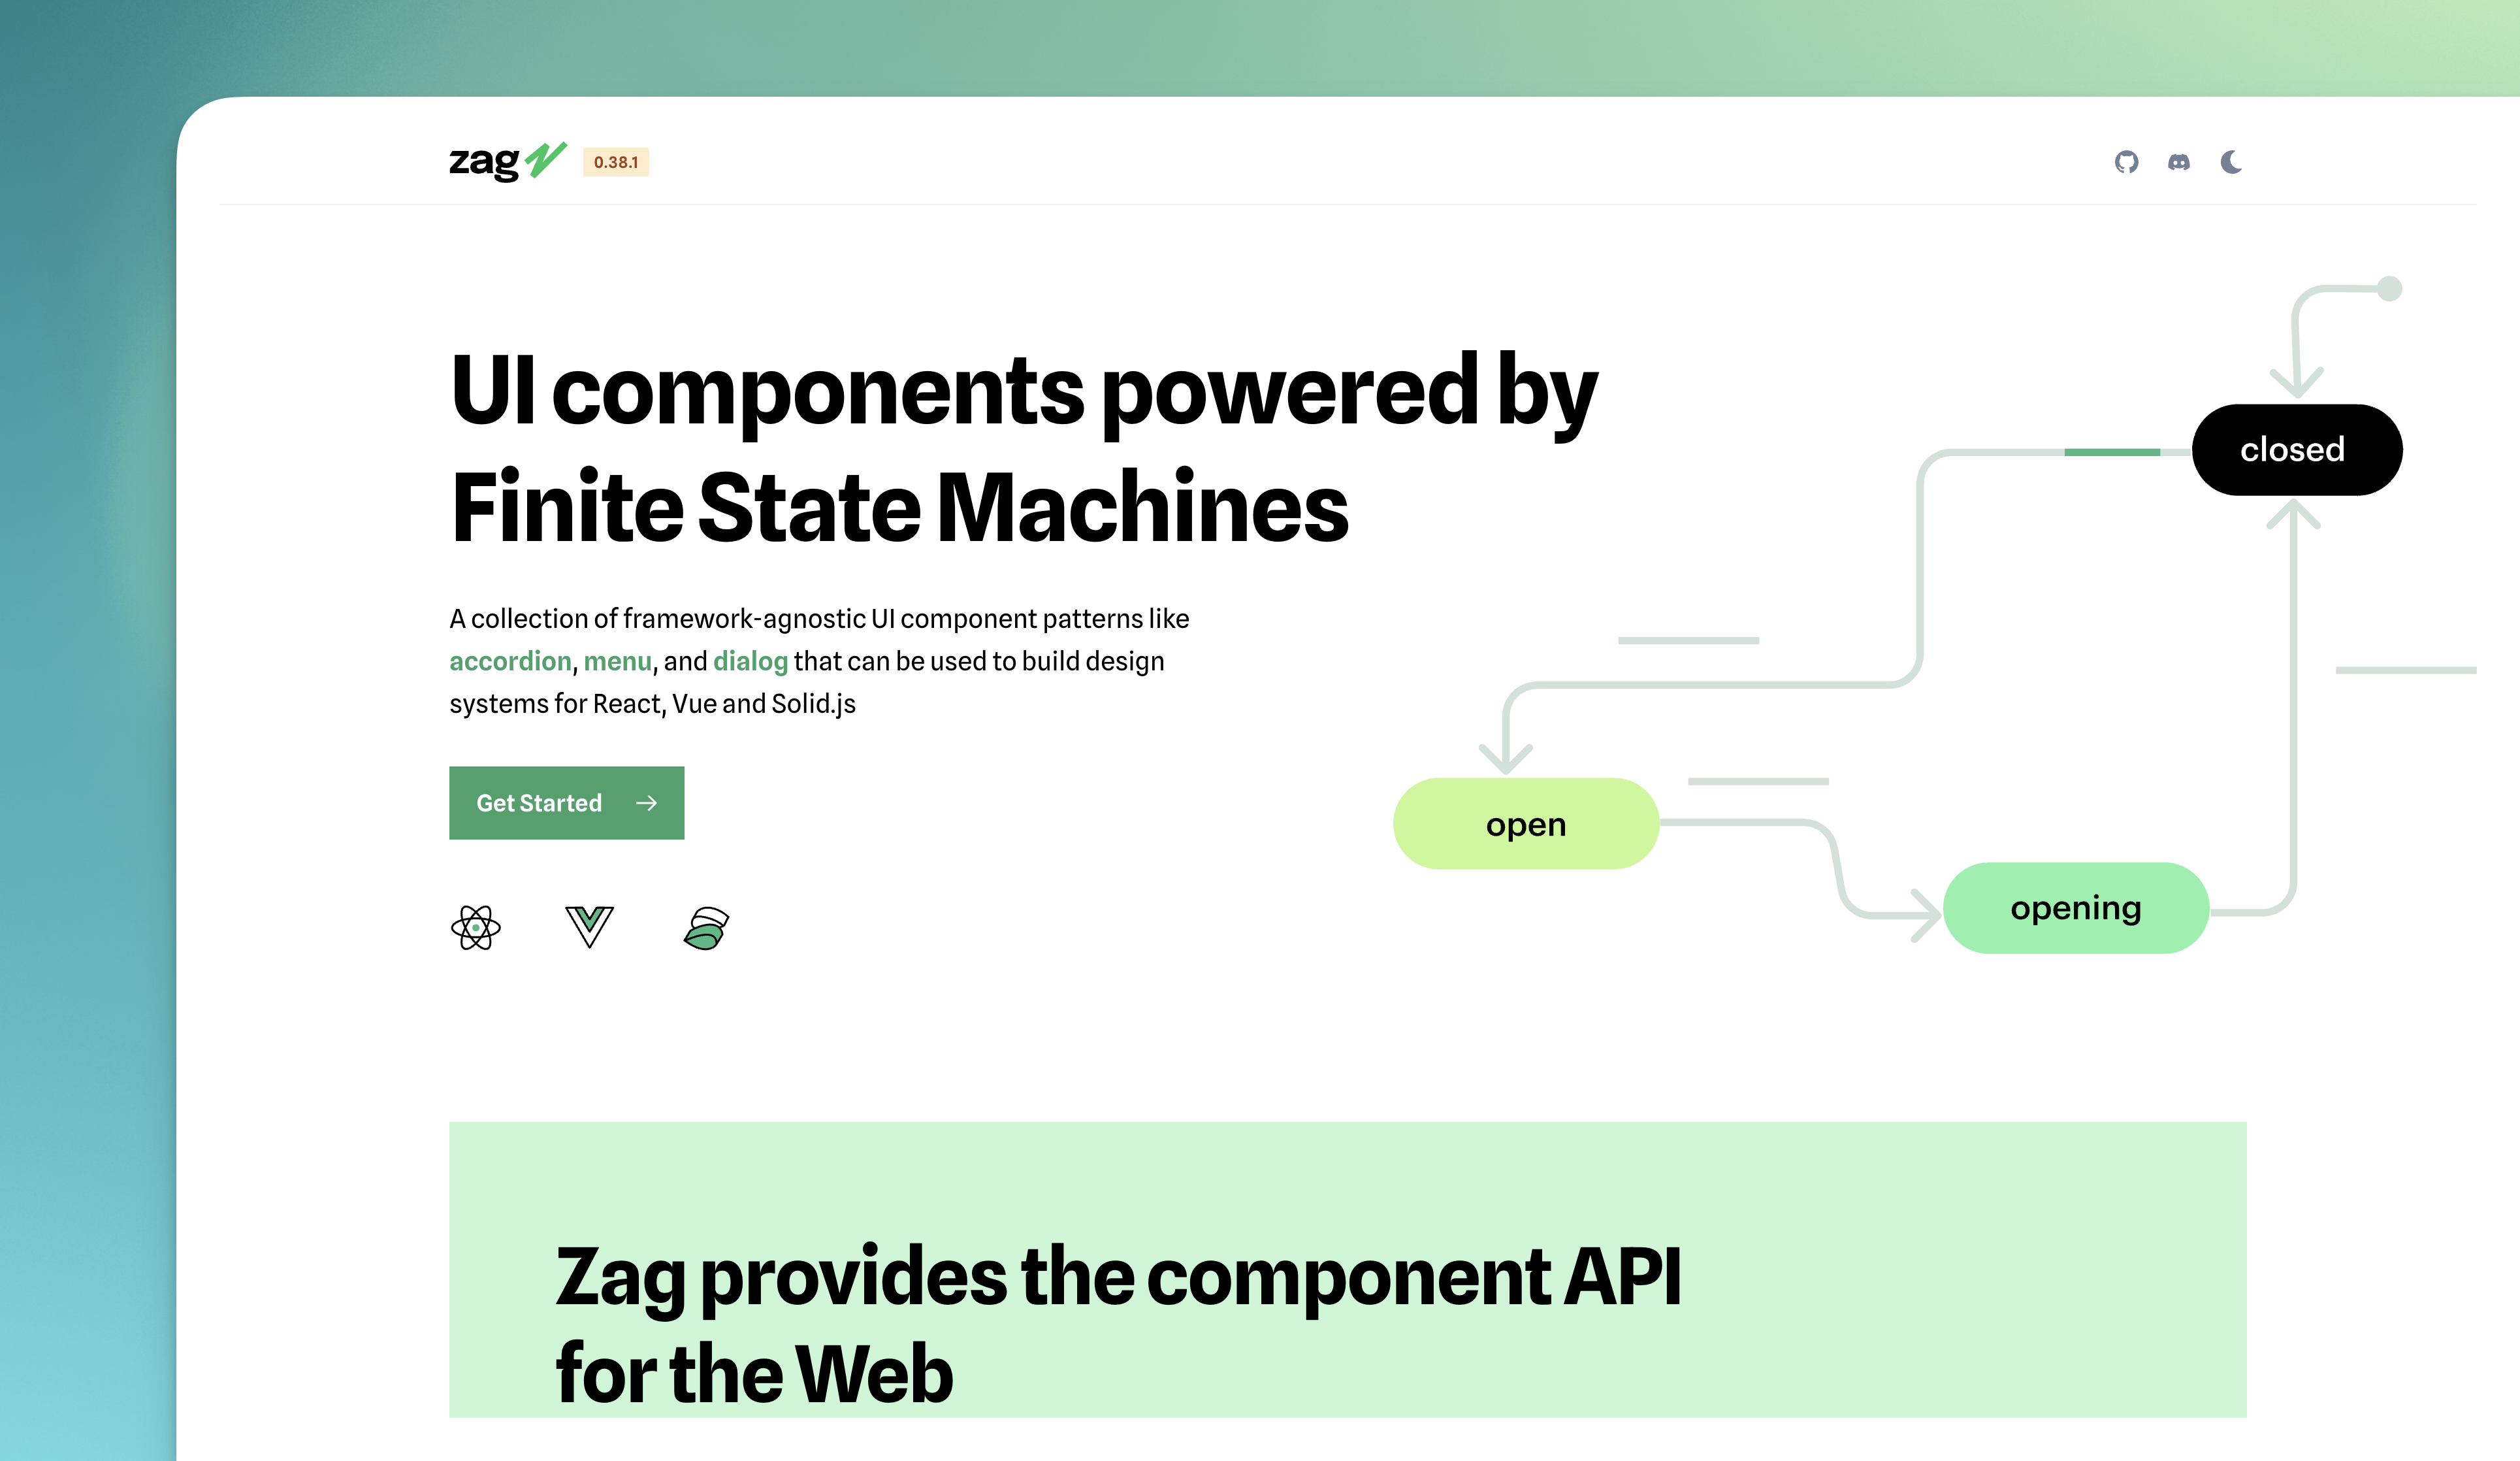 zag 0.38.1
UI components powered by
Finite State Machines
A collection of framework-agnostic UI component patterns like
accordion, menu, and dialog that can be used to build design
systems for React, Vue and Solid.js
Get Started
closed
open
opening
Zag provides the component API
for the Web